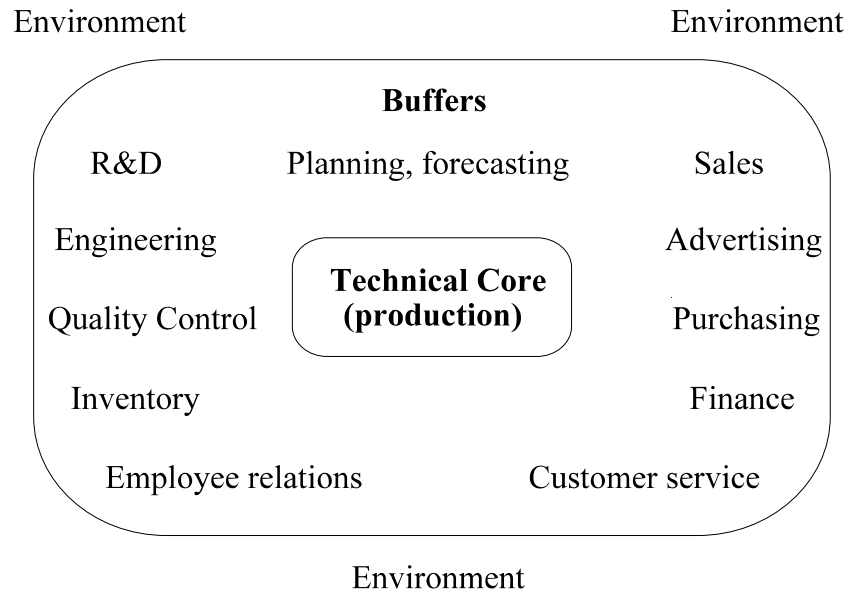 Environment Environment
Buffers
R&D Planning, forecasting Sales
Engineering Advertising
Technical Core
(production)
Quality Control Purchasing
Inventory Finance
Employee relations Customer service
Environment